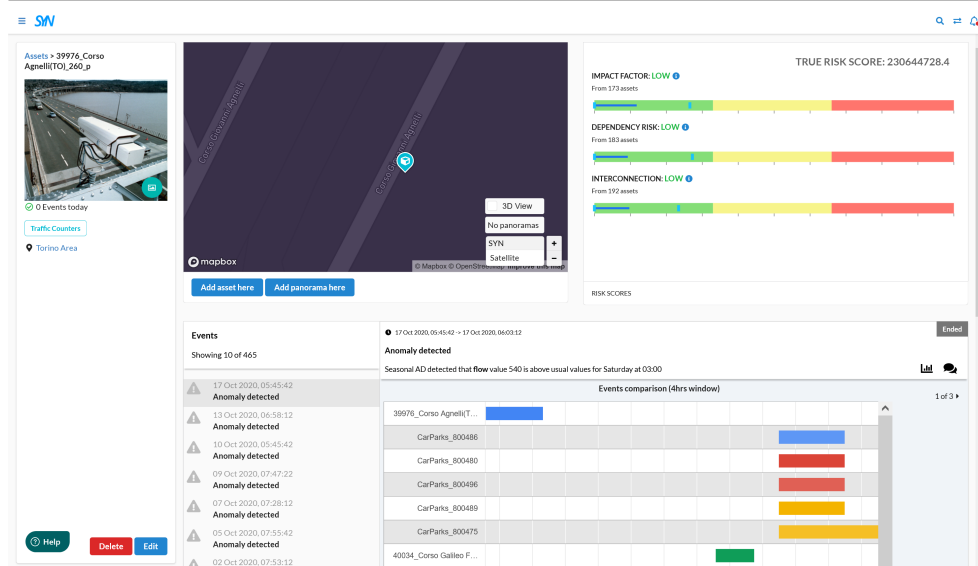 SYN
Assets > 39976_Corso
Agnelli(TO)_260_p
0 Events today
Traffic Counters
Torino Area
Help
Delete
Edit
Corso Giovanni Agnelli
Corso Giovanni Agnelli
3D View
No panoramas
SYN
+
Satellite
−
mapbox
© Mapbox © OpenStreetMap Improve this map
Add asset here
Add panorama here
TRUE RISK SCORE: 230644728.4
IMPACT FACTOR: LOW
From 173 assets
DEPENDENCY RISK: LOW
From 183 assets
INTERCONNECTION: LOW
From 192 assets
RISK SCORES
Events
Showing 10 of 465
17 Oct 2020, 05:45:42
Anomaly detected
13 Oct 2020, 06:58:12
Anomaly detected
10 Oct 2020, 05:45:42
Anomaly detected
09 Oct 2020, 07:47:22
Anomaly detected
07 Oct 2020, 07:28:12
Anomaly detected
05 Oct 2020, 07:55:42
Anomaly detected
02 Oct 2020, 07:53:12
17 Oct 2020, 05:45:42 -> 17 Oct 2020, 06:03:12
Ended
Anomaly detected
Seasonal AD detected that flow value 540 is above usual values for Saturday at 03:00
Events comparison (4hrs window)
1 of 3
39976_Corso Agnelli(T...
CarParks_800486
CarParks_800480
CarParks_800496
CarParks_800489
CarParks_800475
40034_Corso Galileo F...